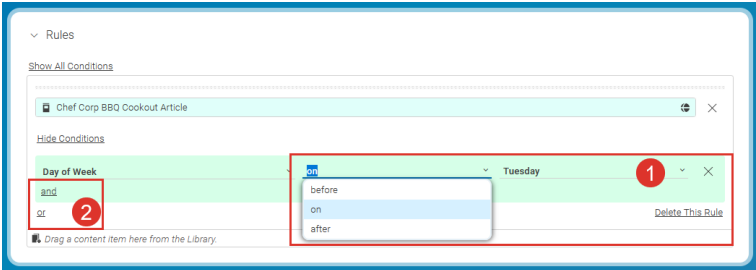 Rules
Show All Conditions
Chef Corp BBQ Cookout Article
Hide Conditions
Day of Week on Tuesday 1
and
or 2
before
on
after
Delete This Rule
Drag a content item here from the Library.